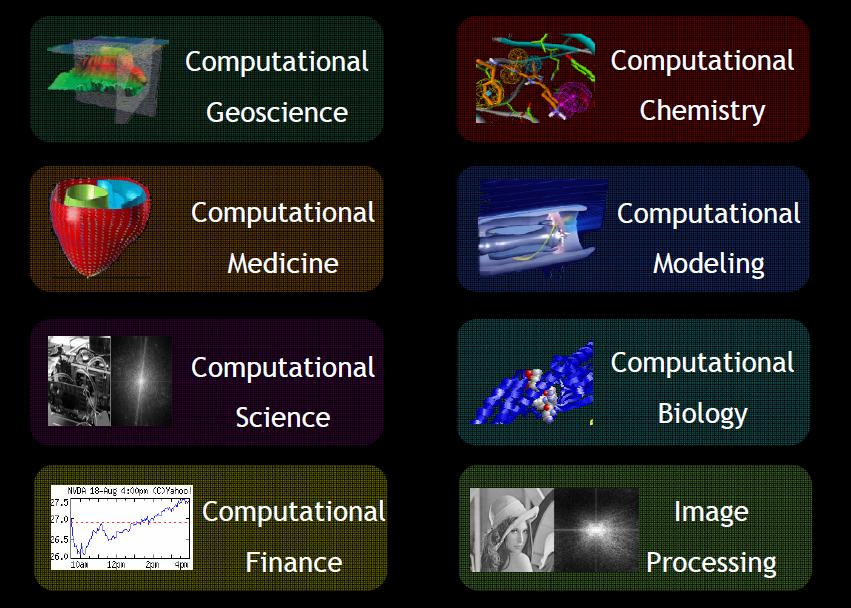 Computational
Geoscience
Computational
Chemistry
Computational
Medicine
Computational
Modeling
Computational
Science
Computational
Biology
NVDA 18-Aug 4:00pm (C)Yahoo!
27.5
27.0
26.5
26.0
10am 12pm 2pm 4pm
Computational
Finance
Image
Processing